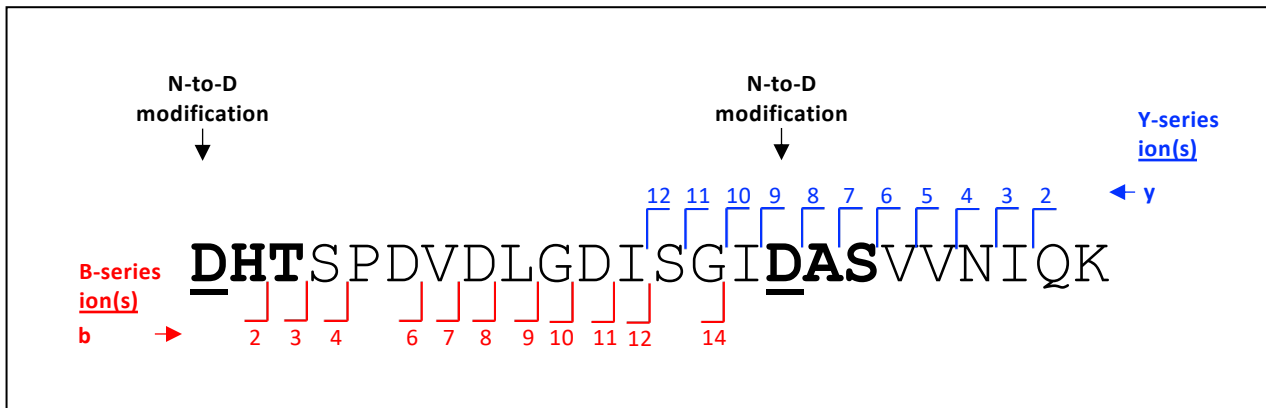 N-to-D N-to-D
modification modification
Y-series
ion(s)
12 11 10 9 8 7 6 5 4 3 2 y
DHTSPDVDLGDISGIDASVVNIQK
B-series
ion(s)
b 2 3 4 6 7 8 9 10 11 12 14